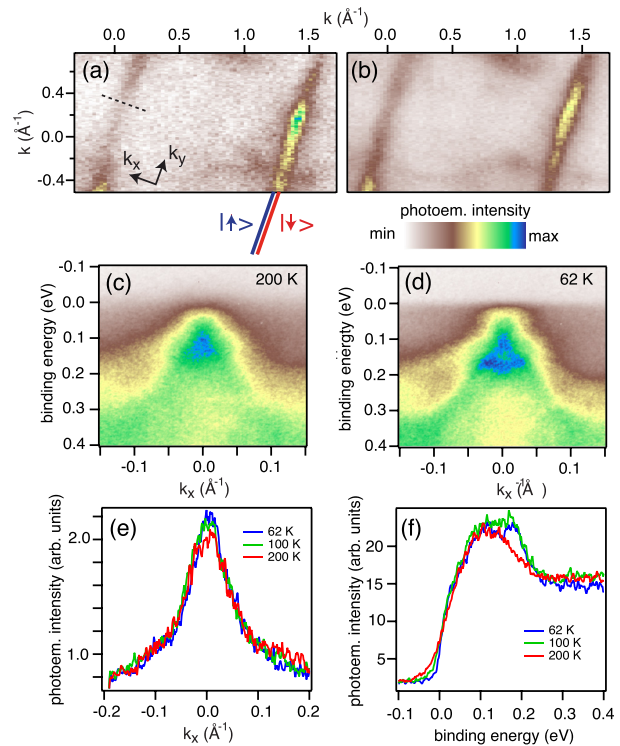 k (Å⁻¹)
k (Å⁻¹)
0.0 0.5 1.0 1.5
0.0 0.5 1.0 1.5
(a)
(b)
k (Å⁻¹)
0.4
0.0
-0.4
kx
ky
|↑>
|↓>
photoem. intensity
min
max
(c)
200 K
(d)
62 K
binding energy (eV)
-0.1
0.0
0.1
0.2
0.3
0.4
-0.1 0.0 0.1
kx (Å⁻¹)
binding energty (eV)
-0.1
0.0
0.1
0.2
0.3
0.4
-0.1 0.0 0.1
kx ⁻¹(Å )
(e)
62 K
100 K
200 K
photoem. intensity (arb. units)
2.0
1.0
-0.2 -0.1 0.0 0.1 0.2
kx (Å⁻¹)
(f)
62 K
100 K
200 K
photoem. intensity (arb. units)
20
15
10
5
-0.1 0.0 0.1 0.2 0.3 0.4
binding energy (eV)